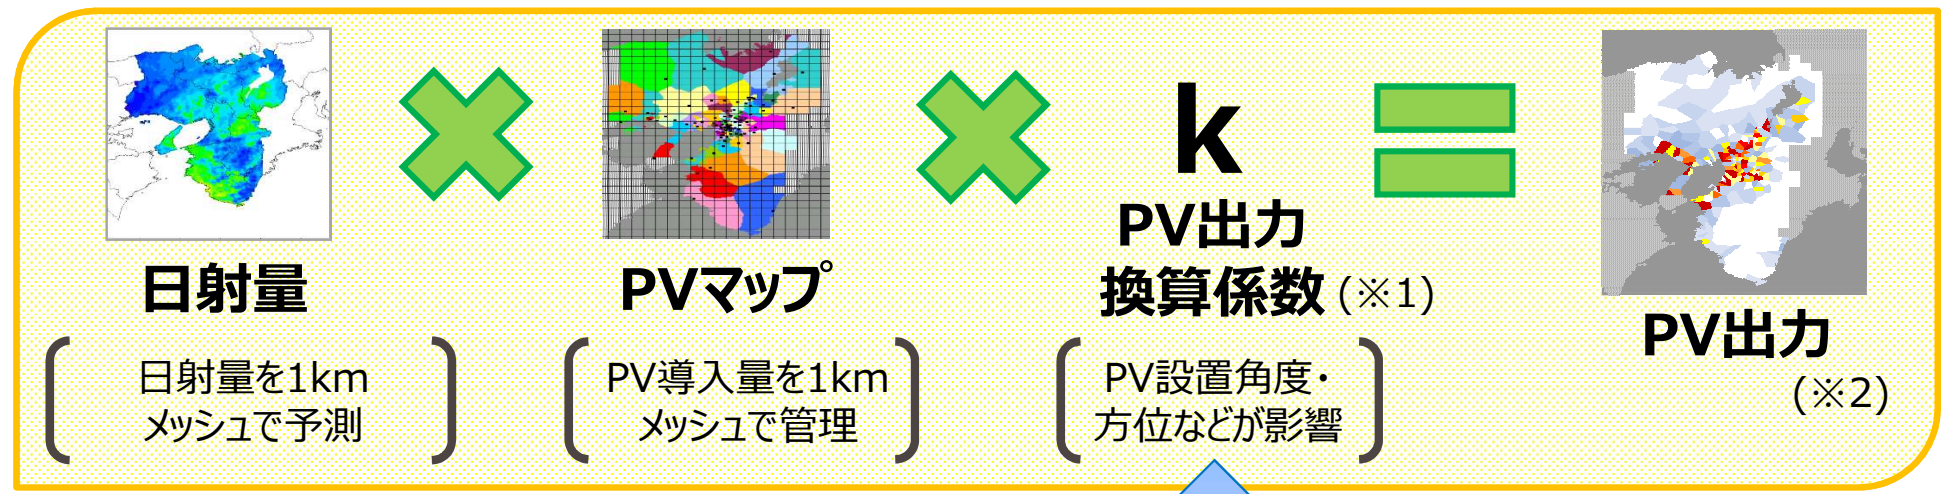 日射量
日射量を1km
メッシュで予測
PVマップ
PV導入量を1km
メッシュで管理
k
PV出力
換算係数(※1)
PV設置角度・
方位などが影響
PV出力
(※2)